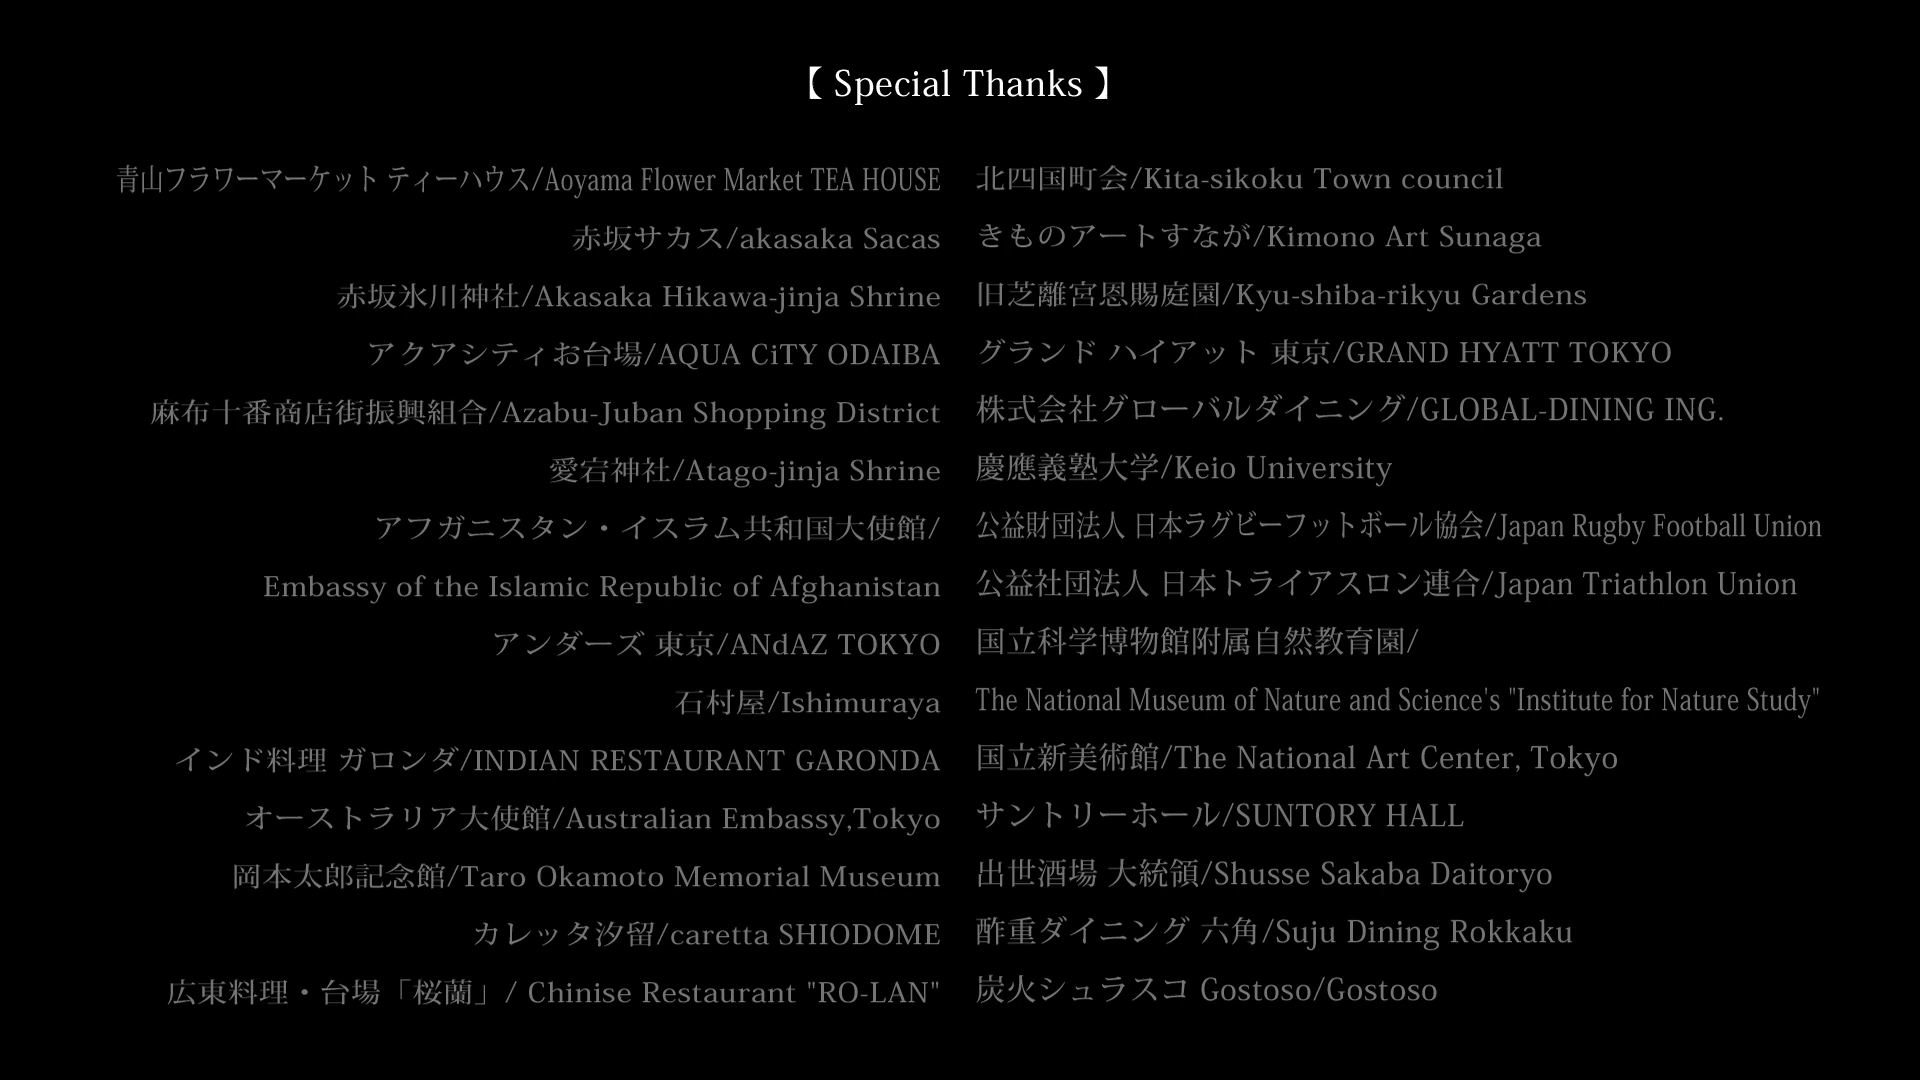 【 Special Thanks 】
青山フラワーマーケット ティーハウス/Aoyama Flower Market TEA HOUSE
赤坂サカス/akasaka Sacas
赤坂氷川神社/Akasaka Hikawa-jinja Shrine
アクアシティお台場/AQUA CiTY ODAIBA
麻布十番商店街振興組合/Azabu-Juban Shopping District
愛宕神社/Atago-jinja Shrine
アフガニスタン・イスラム共和国大使館/
Embassy of the Islamic Republic of Afghanistan
アンダーズ 東京/ANdAZ TOKYO
石村屋/Ishimuraya
インド料理 ガロンダ/INDIAN RESTAURANT GARONDA
オーストラリア大使館/Australian Embassy,Tokyo
岡本太郎記念館/Taro Okamoto Memorial Museum
カレッタ汐留/caretta SHIODOME
広東料理・台場「桜蘭」/ Chinise Restaurant "RO-LAN"
北四国町会/Kita-sikoku Town council
きものアートすなが/Kimono Art Sunaga
旧芝離宮恩賜庭園/Kyu-shiba-rikyu Gardens
グランド ハイアット 東京/GRAND HYATT TOKYO
株式会社グローバルダイニング/GLOBAL-DINING ING.
慶應義塾大学/Keio University
公益財団法人 日本ラグビーフットボール協会/Japan Rugby Football Union
公益社団法人 日本トライアスロン連合/Japan Triathlon Union
国立科学博物館附属自然教育園/
The National Museum of Nature and Science's "Institute for Nature Study"
国立新美術館/The National Art Center, Tokyo
サントリーホール/SUNTORY HALL
出世酒場 大統領/Shusse Sakaba Daitoryo
酢重ダイニング 六角/Suju Dining Rokkaku
炭火シュラスコ Gostoso/Gostoso